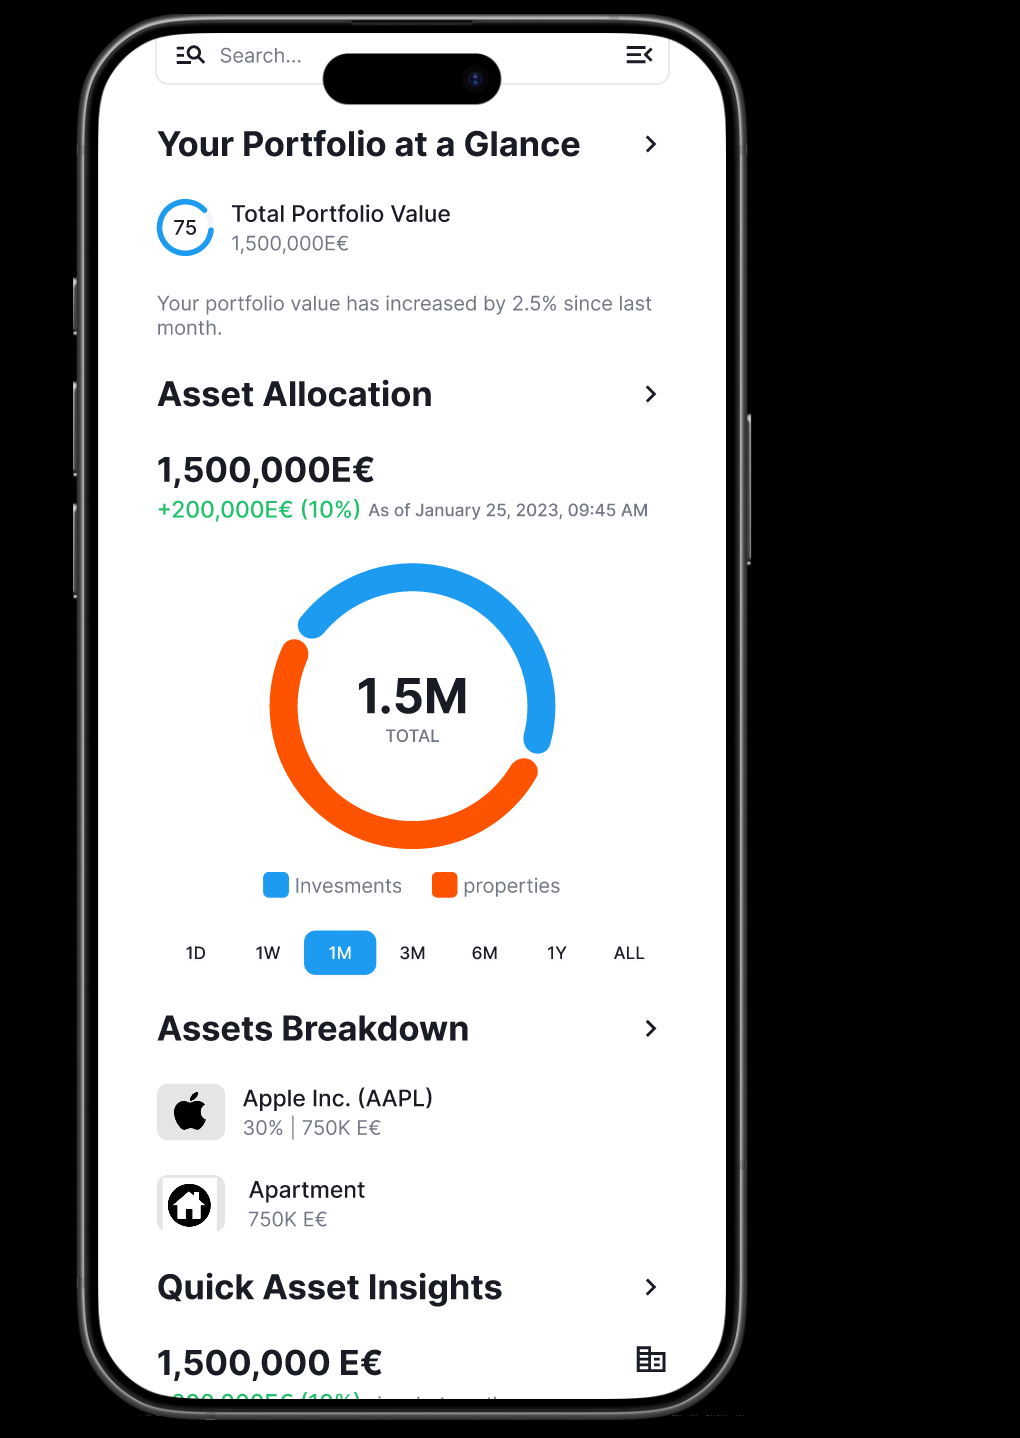 Search...
Your Portfolio at a Glance
75
Total Portfolio Value
1,500,000E€
Your portfolio value has increased by 2.5% since last
month.
Asset Allocation
1,500,000E€
+200,000E€ (10%) As of January 25, 2023, 09:45 AM
1.5M
TOTAL
Invesments properties
1D 1W 1M 3M 6M 1Y ALL
Assets Breakdown
Apple Inc. (AAPL)
30% | 750K E€
Apartment
750K E€
Quick Asset Insights
1,500,000 E€
200,000E€ (10%)